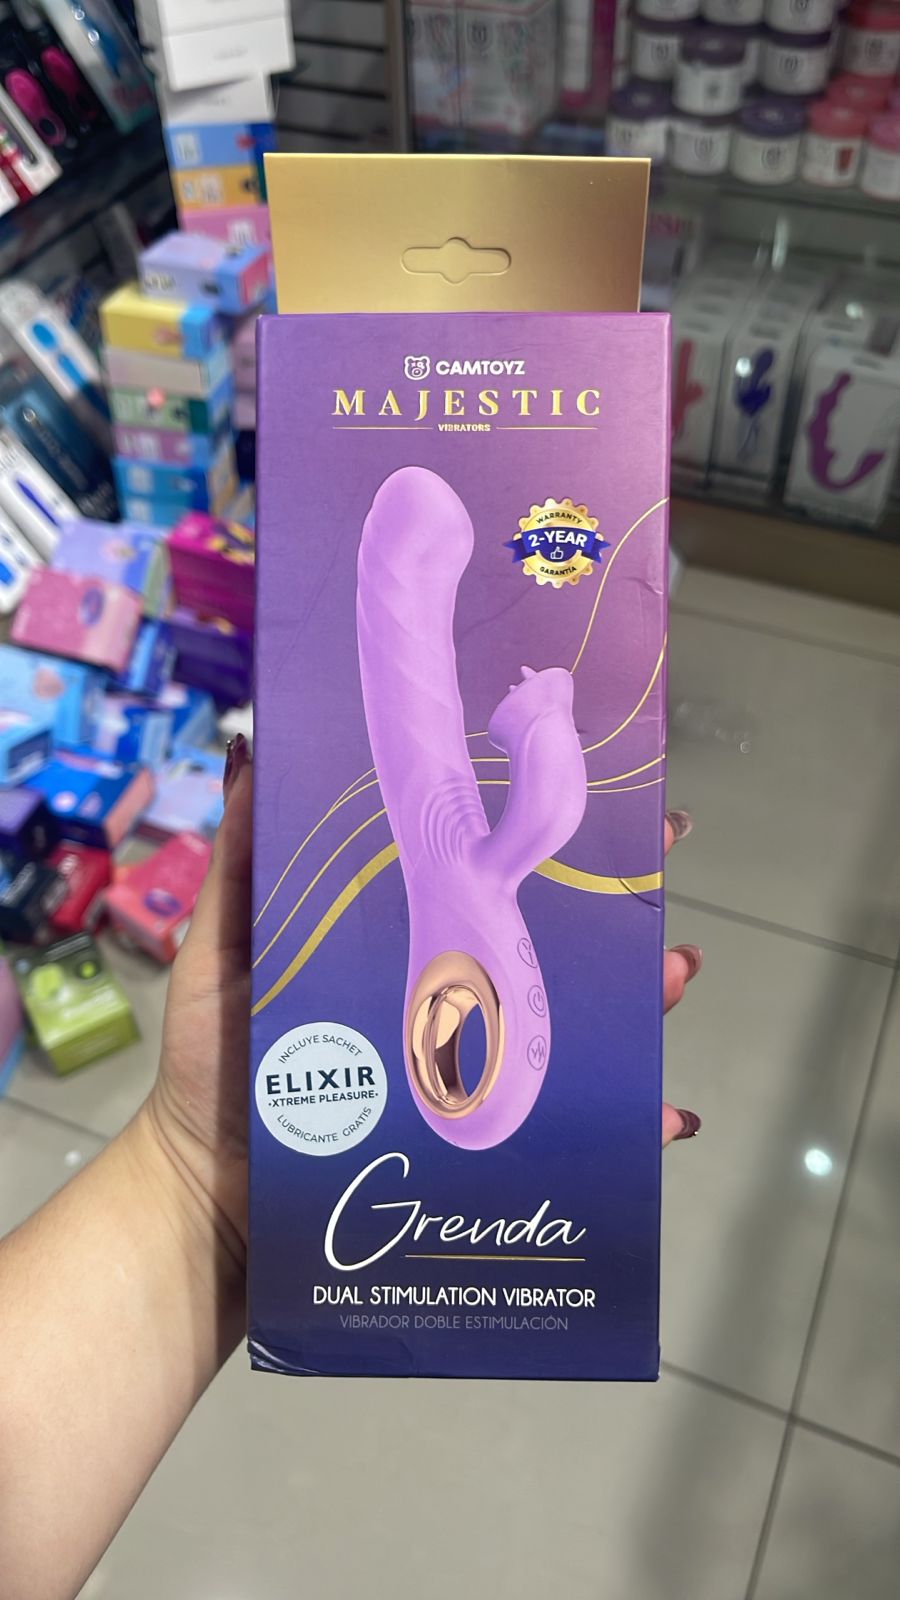 CAMTOYZ
MAJESTIC
VIBRATORS
WARRANTY
2-YEAR
GARANTÍA
INCLUYE SACHET
ELIXIR
·XTREME PLEASURE·
LUBRICANTE GRATIS
Grenda
DUAL STIMULATION VIBRATOR
VIBRADOR DOBLE ESTIMULACIÓN